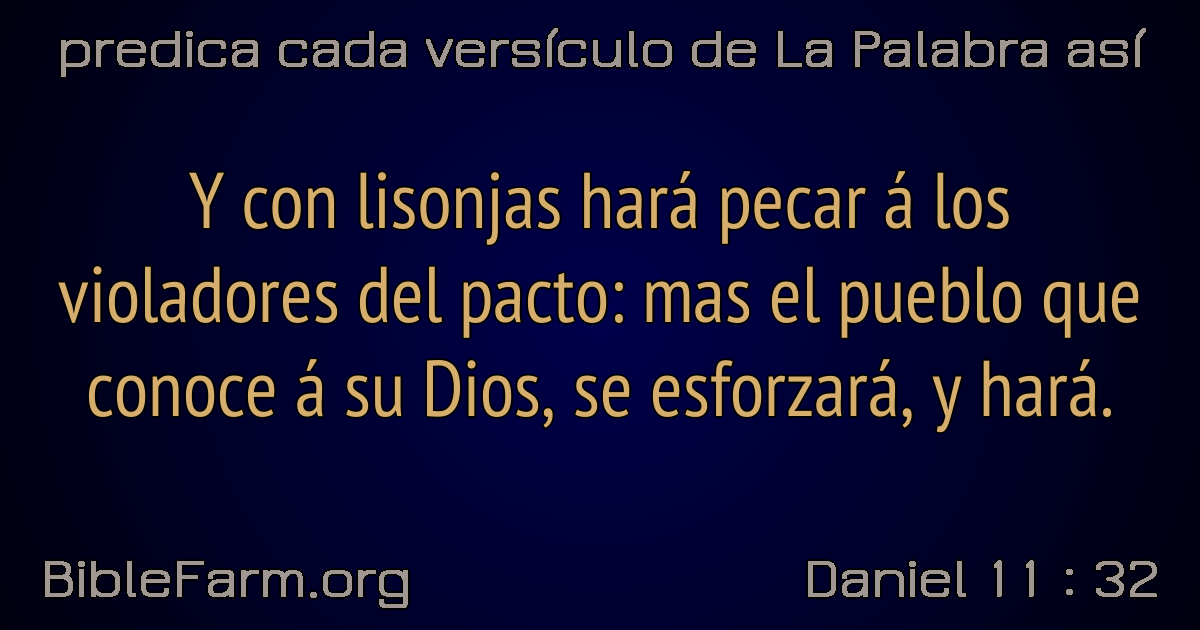 predica cada versículo de La Palabra así
Y con lisonjas hará pecar á los
violadores del pacto: mas el pueblo que
conoce á su Dios, se esforzará, y hará.
BibleFarm.org
Daniel 11 : 32